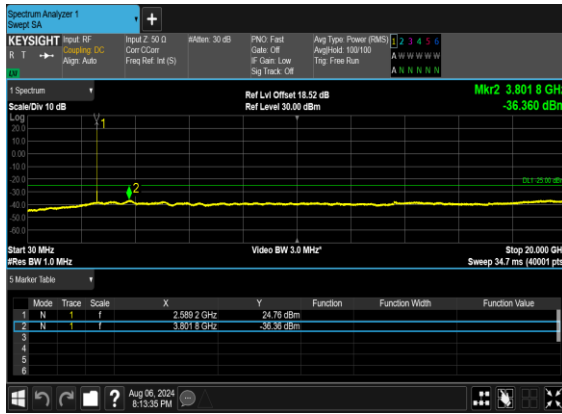 Spectrum Analyzer 1
Swept SA
KEYSIGHT Input: RF Input Z: 50 Ω #Atten: 30 dB PNO: Fast Avg Type: Power (RMS) 1 2 3 4 5 6
R T Coupling: DC Corr CCorr Gate: Off Avg|Hold: 100/100 A W W W W W
Align: Auto Freq Ref: Int (S) IF Gain: Low Trig: Free Run
LXI Sig Track: Off A N N N N N
1 Spectrum Ref Lvl Offset 18.52 dB Mkr2 3.801 8 GHz
Scale/Div 10 dB Ref Level 30.00 dBm -36.360 dBm
Log
20.0
10.0
0.00
-10.0
-20.0
-30.0
-40.0
-50.0
-60.0
1
2
DL1 -25.00 dBm
Start 30 MHz Video BW 3.0 MHz* Stop 20.000 GHz
#Res BW 1.0 MHz Sweep 34.7 ms (40001 pts)
5 Marker Table
Mode Trace Scale X Y Function Function Width Function Value
1 N 1 f 2.589 2 GHz 24.76 dBm
2 N 1 f 3.801 8 GHz -36.36 dBm
3
4
5
6
? Aug 06, 2024
8:13:35 PM